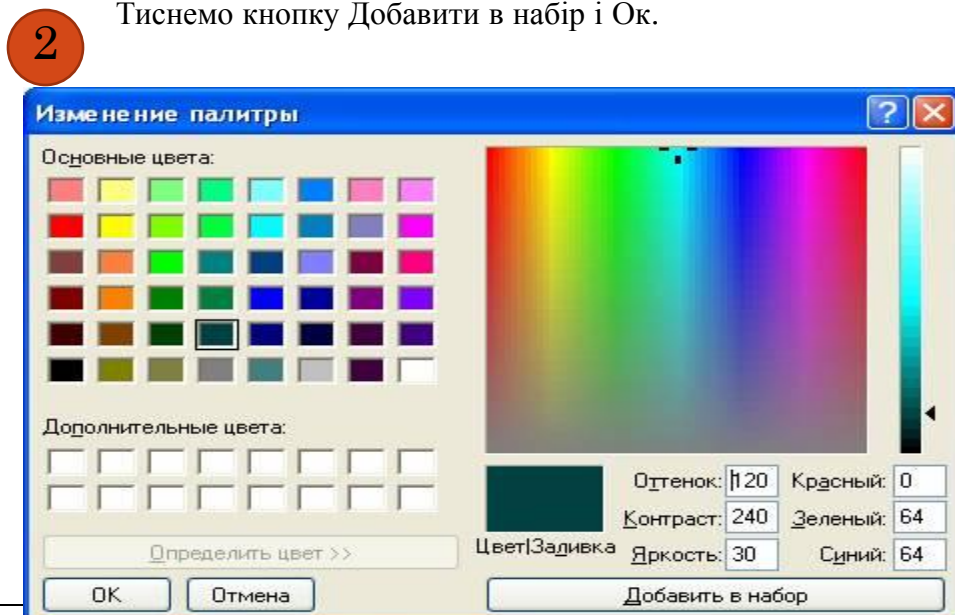 Тиснемо кнопку Добавити в набір і Ок.
2
Изменение палитры
Основные цвета:
Дополнительные цвета:
Определить цвет >>
ОК Отмена
Цвет|Заливка
Оттенок: 120 Красный: 0
Контраст: 240 Зеленый: 64
Яркость: 30 Синий: 64
Добавить в набор